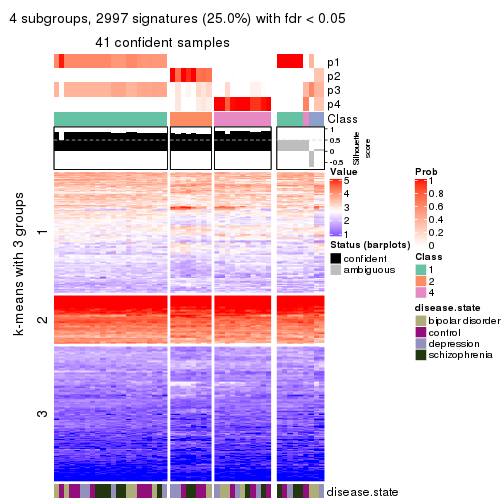 4 subgroups, 2997 signatures (25.0%) with fdr < 0.05
41 confident samples
p1
p2
p3
p4
Class
1
0.5
0
-0.5
Silhouette
score
k-means with 3 groups
1
2
3
disease.state
Value
5
4
3
2
1
Status (barplots)
confident
ambiguous
Prob
1
0.8
0.6
0.4
0.2
0
Class
1
2
4
disease.state
bipolar disorder
control
depression
schizophrenia